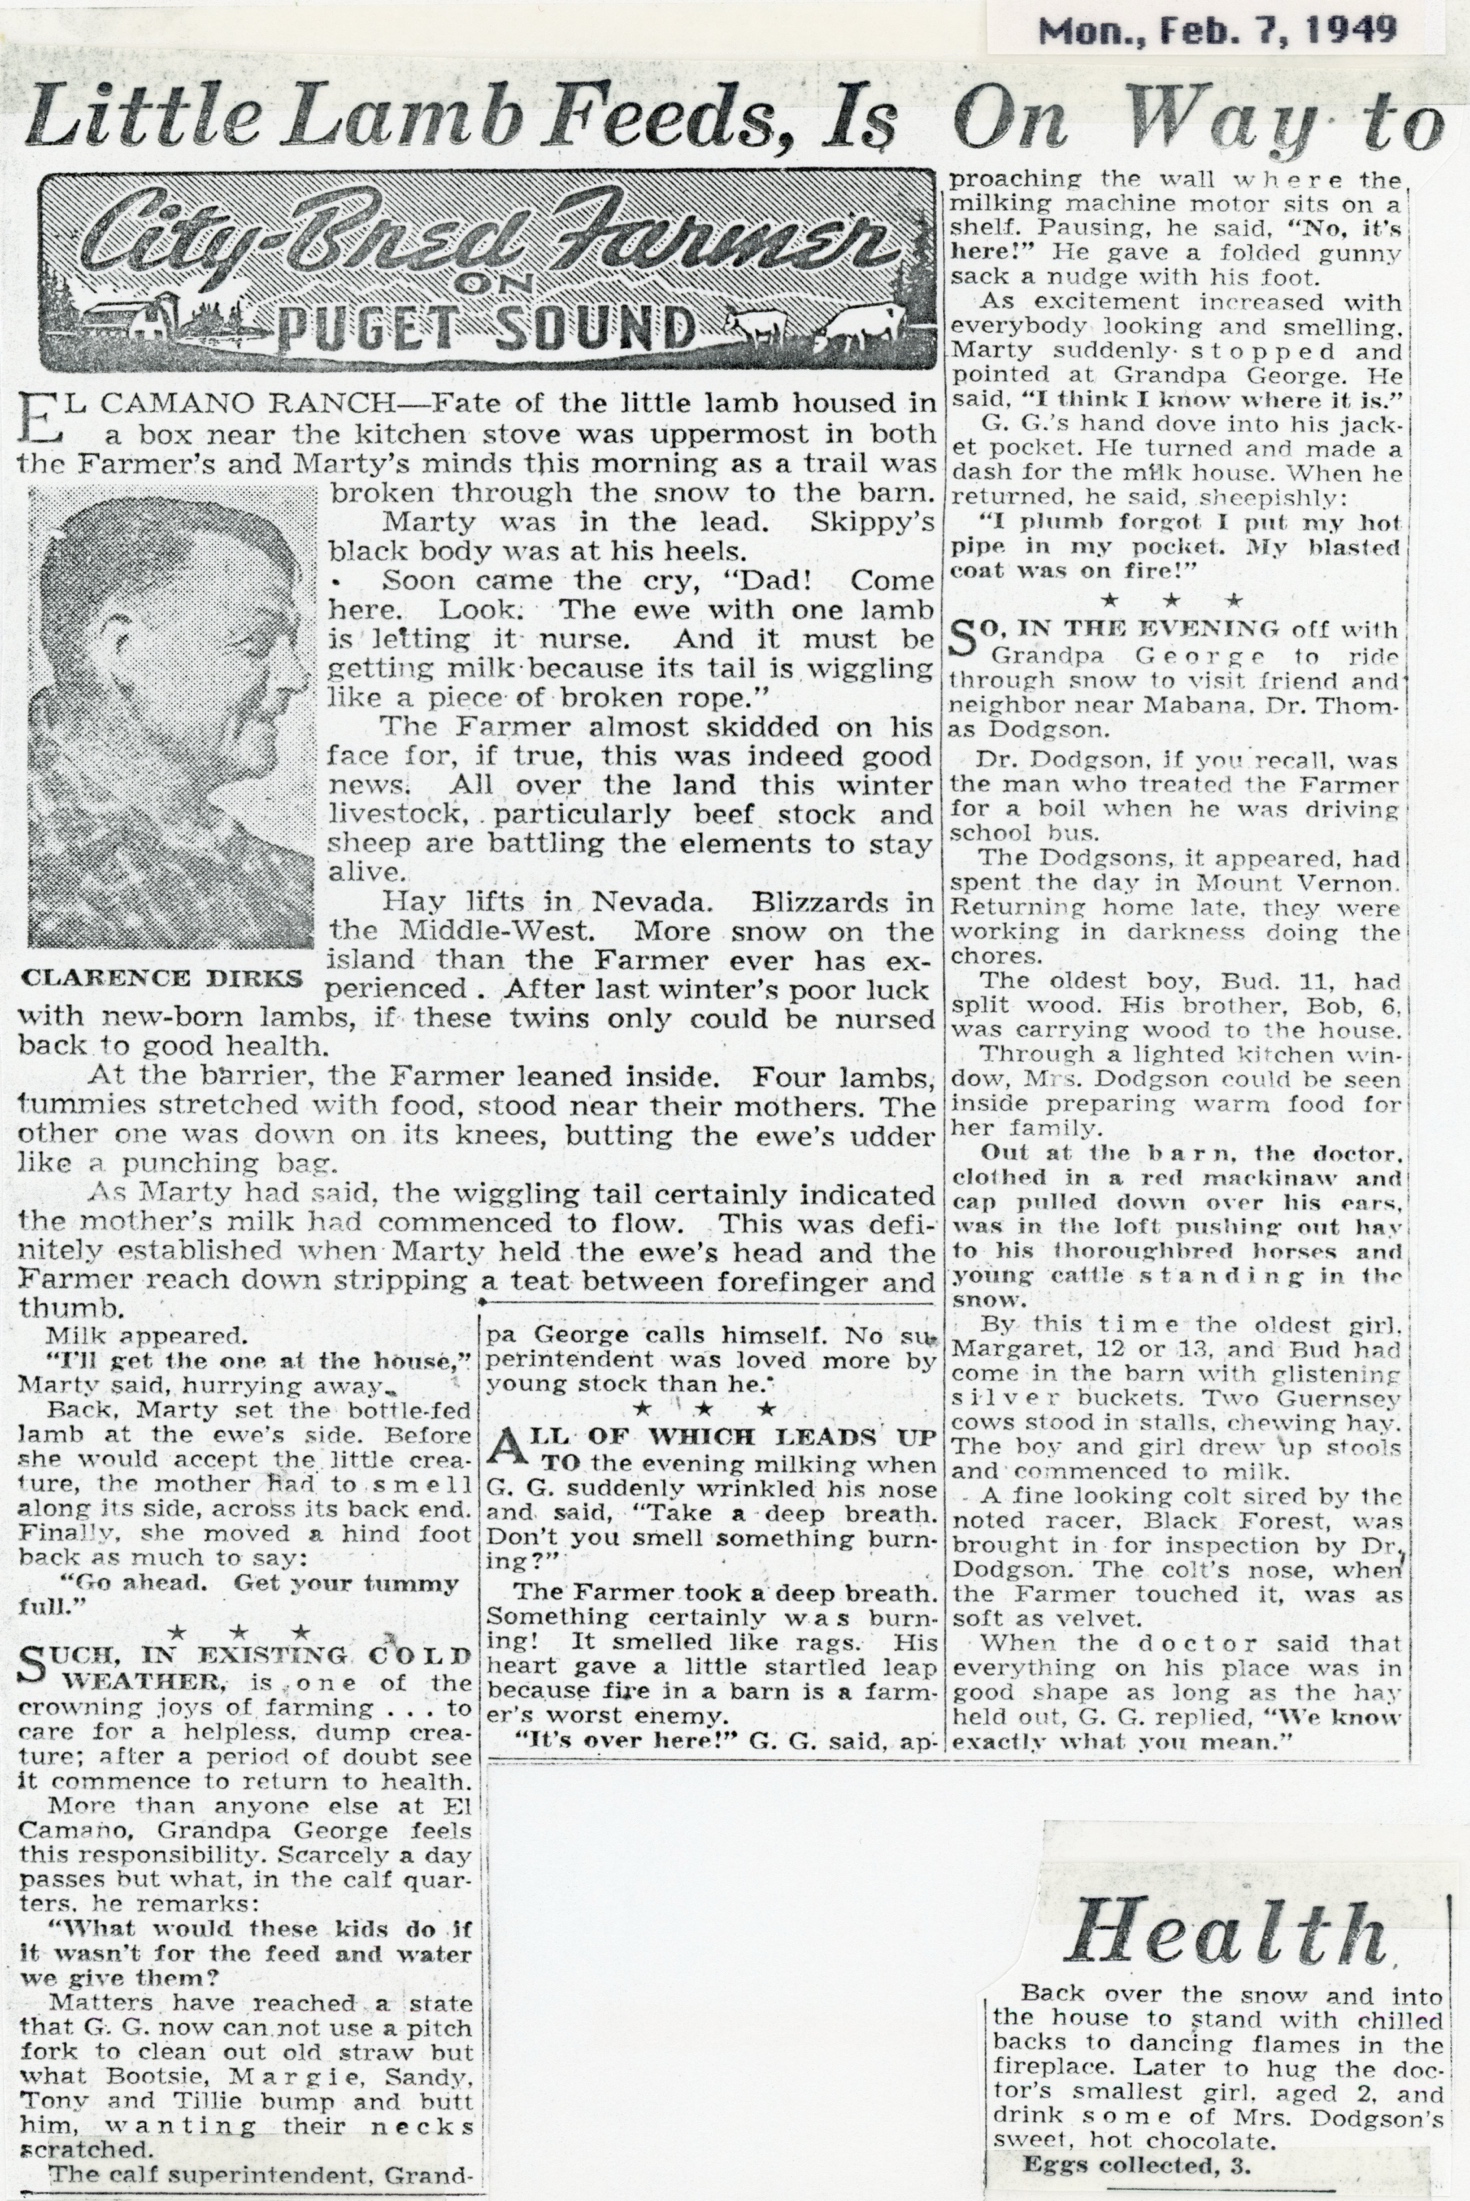 Mon., Feb. 7, 1949
Little Lamb Feeds, Is On Way to
City-Bred Farmer
ON
PUGET SOUND
EL CAMANO RANCH—Fate of the little lamb housed in
a box near the kitchen stove was uppermost in both
the Farmer's and Marty's minds this morning as a trail was
broken through the snow to the barn.
Marty was in the lead. Skippy's
black body was at his heels.
Soon came the cry, "Dad! Come
here. Look. The ewe with one lamb
is letting it nurse. And it must be
getting milk because its tail is wiggling
like a piece of broken rope."
The Farmer almost skidded on his
face for, if true, this was indeed good
news. All over the land this winter
livestock, particularly beef stock and
sheep are battling the elements to stay
alive.
Hay lifts in Nevada. Blizzards in
the Middle-West. More snow on the
island than the Farmer ever has ex-
CLARENCE DIRKS
perienced. After last winter's poor luck
with new-born lambs, if these twins only could be nursed
back to good health.
At the barrier, the Farmer leaned inside. Four lambs,
tummies stretched with food, stood near their mothers. The
other one was down on its knees, butting the ewe's udder
like a punching bag.
As Marty had said, the wiggling tail certainly indicated
the mother's milk had commenced to flow. This was defi-
nitely established when Marty held the ewe's head and the
Farmer reach down stripping a teat between forefinger and
thumb.
Milk appeared.
"I'll get the one at the house,"
Marty said, hurrying away.
Back, Marty set the bottle-fed
lamb at the ewe's side. Before
she would accept the little crea-
ture, the mother had to smell
along its side, across its back end.
Finally, she moved a hind foot
back as much to say:
"Go ahead. Get your tummy
full."
★ ★ ★
SUCH, IN EXISTING COLD
WEATHER, is one of the
crowning joys of farming . . . to
care for a helpless, dump crea-
ture; after a period of doubt see
it commence to return to health.
More than anyone else at El
Camano, Grandpa George feels
this responsibility. Scarcely a day
passes but what, in the calf quar-
ters, he remarks:
"What would these kids do if
it wasn't for the feed and water
we give them?
Matters have reached a state
that G. G. now can not use a pitch
fork to clean out old straw but
what Bootsie, Margie, Sandy,
Tony and Tillie bump and butt
him, wanting their necks
scratched.
The calf superintendent, Grand-
pa George calls himself. No su-
perintendent was loved more by
young stock than he.
★ ★ ★
ALL OF WHICH LEADS UP
TO the evening milking when
G. G. suddenly wrinkled his nose
and said, "Take a deep breath.
Don't you smell something burn-
ing?"
The Farmer took a deep breath.
Something certainly was burn-
ing! It smelled like rags. His
heart gave a little startled leap
because fire in a barn is a farm-
er's worst enemy.
"It's over here!" G. G. said, ap-
proaching the wall where the
milking machine motor sits on a
shelf. Pausing, he said, "No, it's
here!" He gave a folded gunny
sack a nudge with his foot.
As excitement increased with
everybody looking and smelling,
Marty suddenly stopped and
pointed at Grandpa George. He
said, "I think I know where it is."
G. G.'s hand dove into his jack-
et pocket. He turned and made a
dash for the milk house. When he
returned, he said, sheepishly:
"I plumb forgot I put my hot
pipe in my pocket. My blasted
coat was on fire!"
★ ★ ★
SO, IN THE EVENING off with
Grandpa George to ride
through snow to visit friend and
neighbor near Mabana, Dr. Thom-
as Dodgson.
Dr. Dodgson, if you recall, was
the man who treated the Farmer
for a boil when he was driving
school bus.
The Dodgsons, it appeared, had
spent the day in Mount Vernon.
Returning home late, they were
working in darkness doing the
chores.
The oldest boy, Bud. 11, had
split wood. His brother, Bob, 6,
was carrying wood to the house.
Through a lighted kitchen win-
dow, Mrs. Dodgson could be seen
inside preparing warm food for
her family.
Out at the barn, the doctor,
clothed in a red mackinaw and
cap pulled down over his ears,
was in the loft pushing out hay
to his thoroughbred horses and
young cattle standing in the
snow.
By this time the oldest girl,
Margaret, 12 or 13, and Bud had
come in the barn with glistening
silver buckets. Two Guernsey
cows stood in stalls, chewing hay.
The boy and girl drew up stools
and commenced to milk.
A fine looking colt sired by the
noted racer, Black Forest, was
brought in for inspection by Dr.
Dodgson. The colt's nose, when
the Farmer touched it, was as
soft as velvet.
When the doctor said that
everything on his place was in
good shape as long as the hay
held out, G. G. replied, "We know
exactly what you mean."
Health
Back over the snow and into
the house to stand with chilled
backs to dancing flames in the
fireplace. Later to hug the doc-
tor's smallest girl, aged 2, and
drink some of Mrs. Dodgson's
sweet, hot chocolate.
Eggs collected, 3.